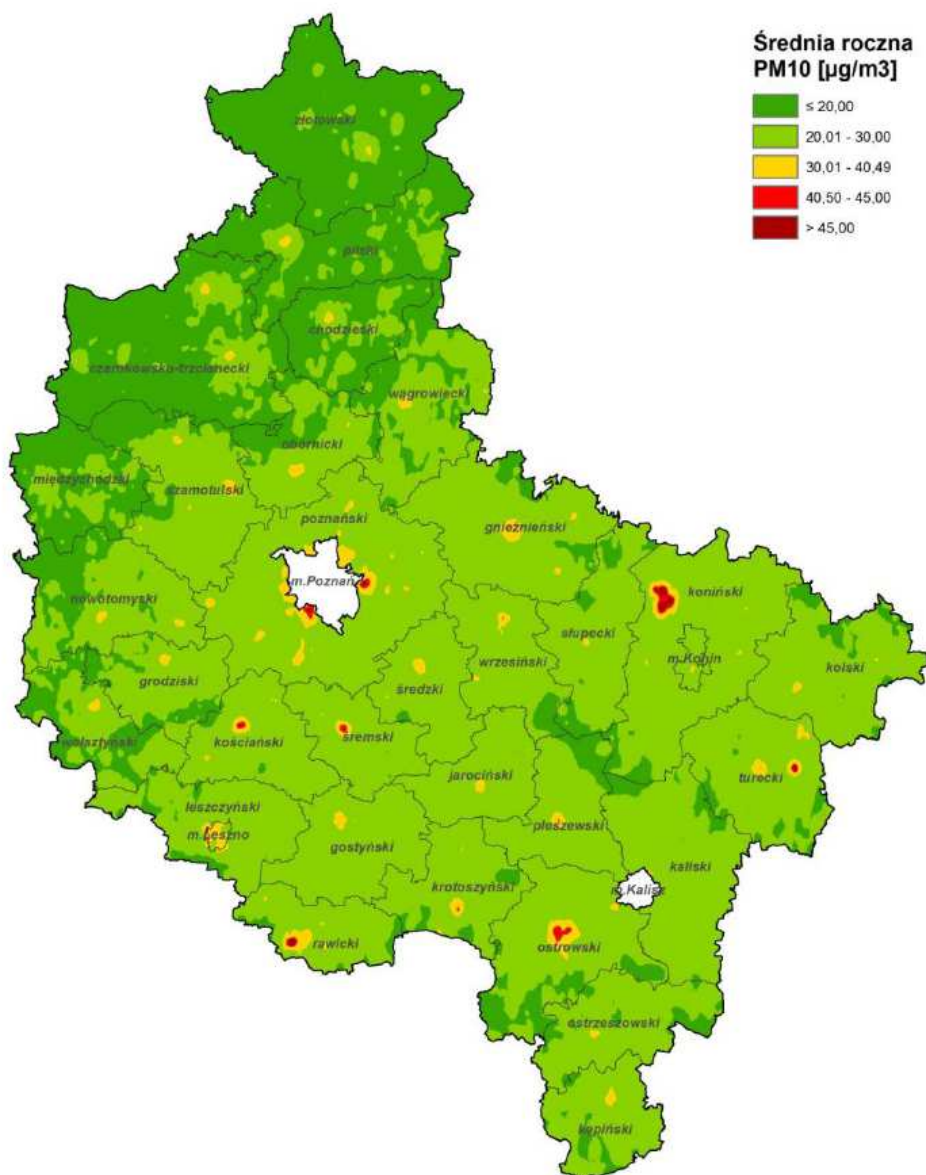 Średnia roczna
PM10 [µg/m3]
≤ 20,00
20,01 - 30,00
30,01 - 40,49
40,50 - 45,00
> 45,00
złotowski
pilski
chodzieski
czarnkowsko-trzcianecki
wągrowiecki
obornicki
międzychodzki
szamotulski
poznański
gnieźnieński
m.Poznań
koniński
nowotomyski
słupecki
wrzesiński
m.Konin
kolski
grodziski
średzki
wolsztyński
kościański
śremski
jarociński
turecki
leszczyński
m.Leszno
gostyński
pleszewski
kaliski
krotoszyński
m.Kalisz
rawicki
ostrowski
ostrzeszowski
kępiński